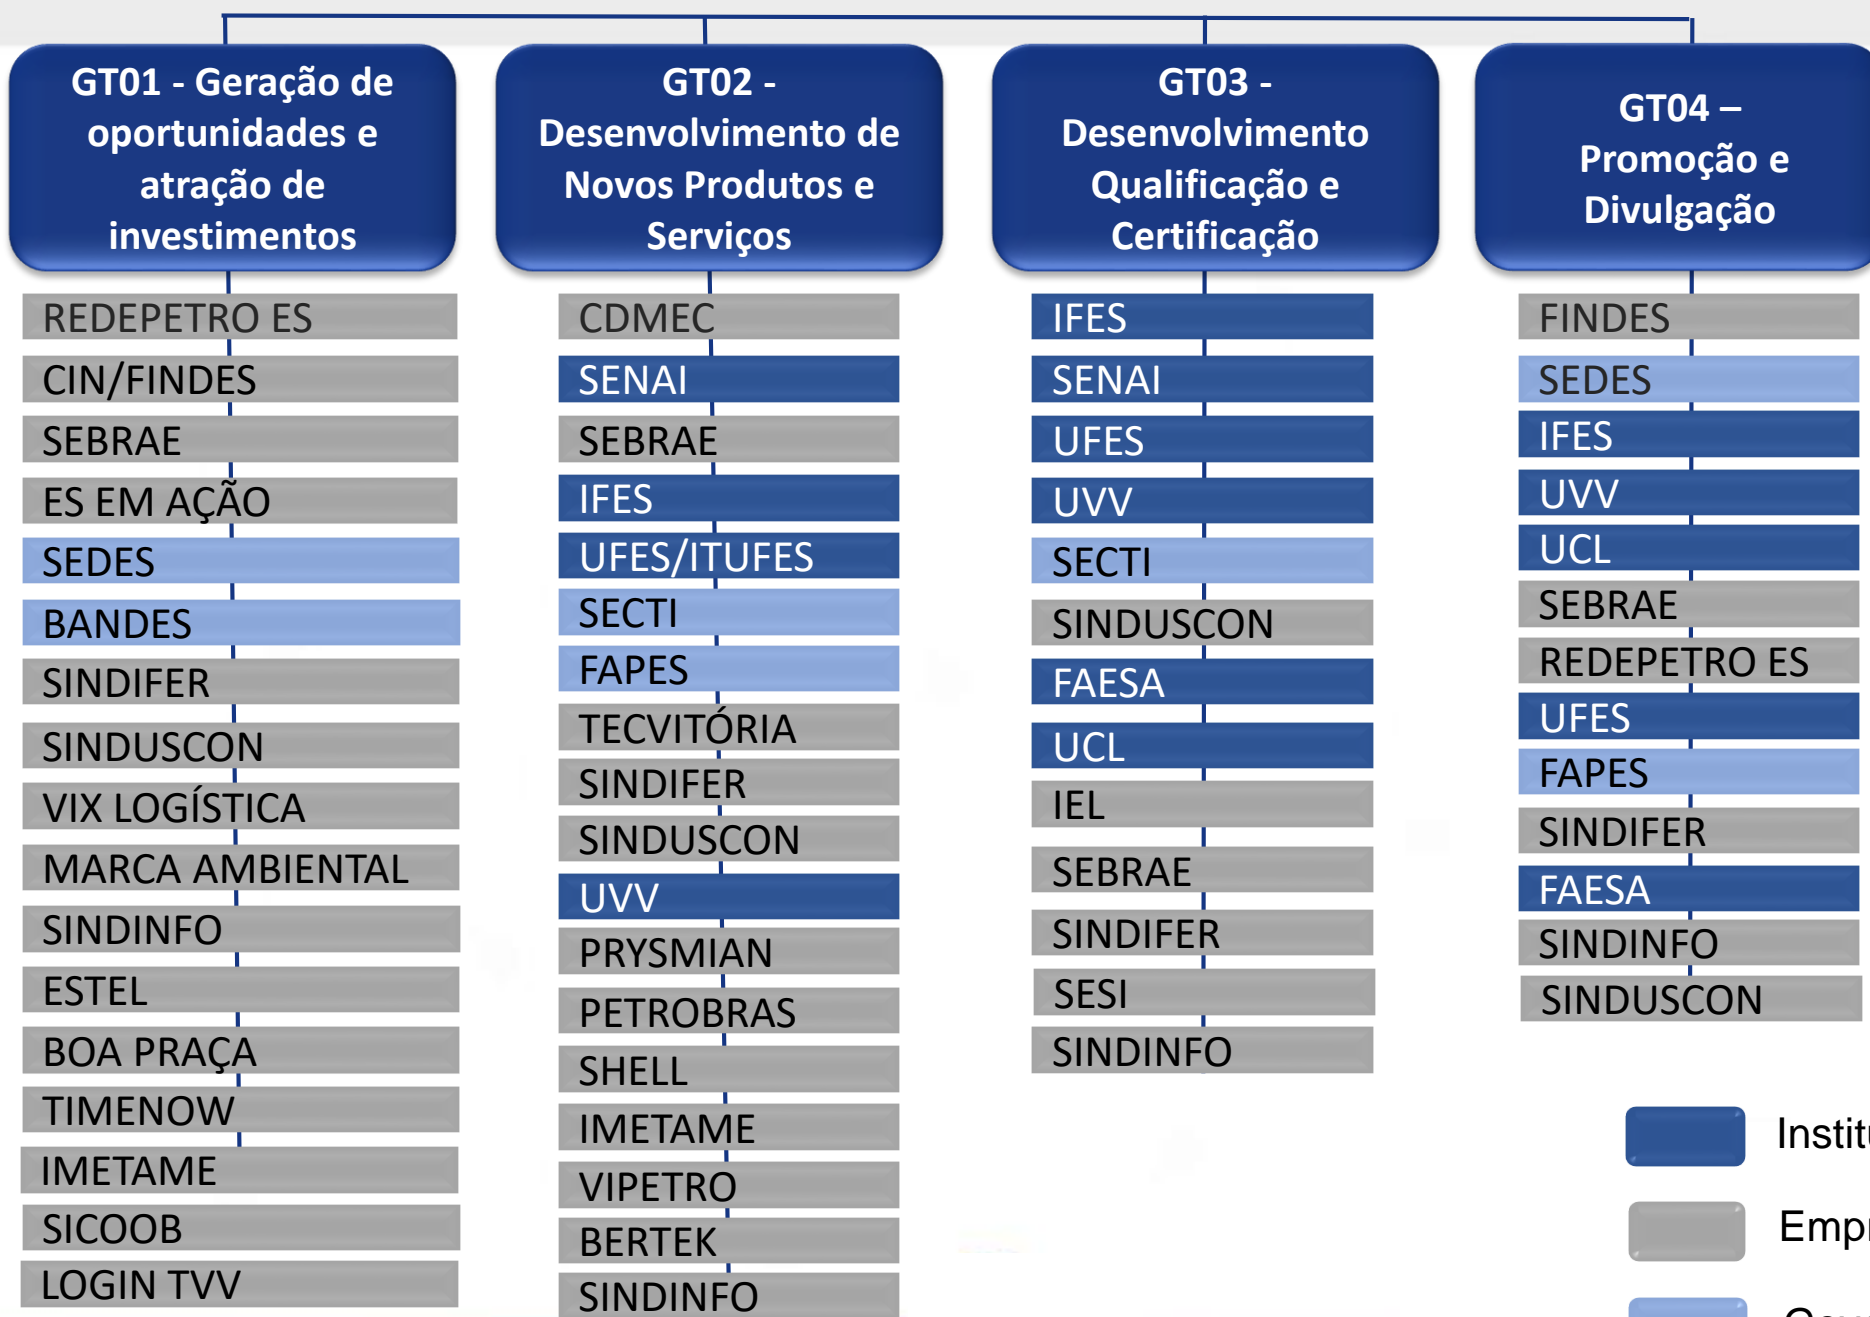 GT01 - Geração de
oportunidades e
atração de
investimentos
REDEPETRO ES
CIN/FINDES
SEBRAE
ES EM AÇÃO
SEDES
BANDES
SINDIFER
SINDUSCON
VIX LOGÍSTICA
MARCA AMBIENTAL
SINDINFO
ESTEL
BOA PRAÇA
TIMENOW
IMETAME
SICOOB
LOGIN TVV
GT02 -
Desenvolvimento de
Novos Produtos e
Serviços
CDMEC
SENAI
SEBRAE
IFES
UFES/ITUFES
SECTI
FAPES
TECVITÓRIA
SINDIFER
SINDUSCON
UVV
PRYSMIAN
PETROBRAS
SHELL
IMETAME
VIPETRO
BERTEK
SINDINFO
GT03 -
Desenvolvimento
Qualificação e
Certificação
IFES
SENAI
UFES
UVV
SECTI
SINDUSCON
FAESA
UCL
IEL
SEBRAE
SINDIFER
SESI
SINDINFO
GT04 –
Promoção e
Divulgação
FINDES
SEDES
IFES
UVV
UCL
SEBRAE
REDEPETRO ES
UFES
FAPES
SINDIFER
FAESA
SINDINFO
SINDUSCON